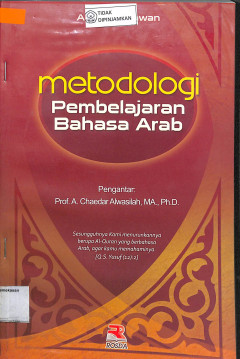 TIDAK
DIPINJAMKAN
metodologi
Pembelajaran
Bahasa Arab
Pengantar:
Prof. A. Chaedar Alwasilah, MA., Ph.D.
Sesungguhnya Kami menurunkannya
berupa Al-Quran yang berbahasa
Arab, agar kamu memahaminya
(Q.S. Yusuf [12]:2)
ROSDA